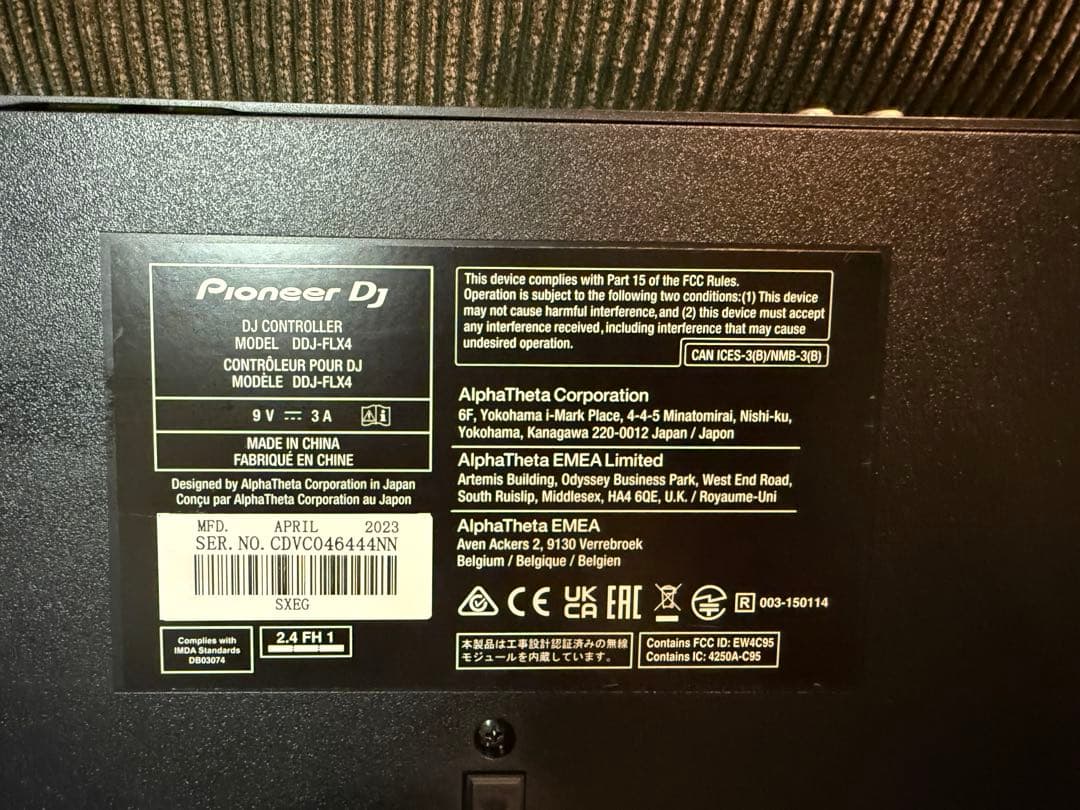 Pioneer DJ
DJ CONTROLLER
MODEL DDJ-FLX4
CONTRÔLEUR POUR DJ
MODÈLE DDJ-FLX4
9 V ⎓ 3 A
MADE IN CHINA
FABRIQUÉ EN CHINE
Designed by AlphaTheta Corporation in Japan
Conçu par AlphaTheta Corporation au Japon
MFD. APRIL 2023
SER. NO. CDVC046444NN
SXEG
Complies with
IMDA Standards
DB03074
2.4 FH 1
This device complies with Part 15 of the FCC Rules.
Operation is subject to the following two conditions:(1) This device
may not cause harmful interference, and (2) this device must accept
any interference received, including interference that may cause
undesired operation.
CAN ICES-3(B)/NMB-3(B)
AlphaTheta Corporation
6F, Yokohama i-Mark Place, 4-4-5 Minatomirai, Nishi-ku,
Yokohama, Kanagawa 220-0012 Japan / Japon
AlphaTheta EMEA Limited
Artemis Building, Odyssey Business Park, West End Road,
South Ruislip, Middlesex, HA4 6QE, U.K. / Royaume-Uni
AlphaTheta EMEA
Aven Ackers 2, 9130 Verrebroek
Belgium / Belgique / Belgien
CE UK CA EAC R 003-150114
本製品は工事設計認証済みの無線
モジュールを内蔵しています。
Contains FCC ID: EW4C95
Contains IC: 4250A-C95